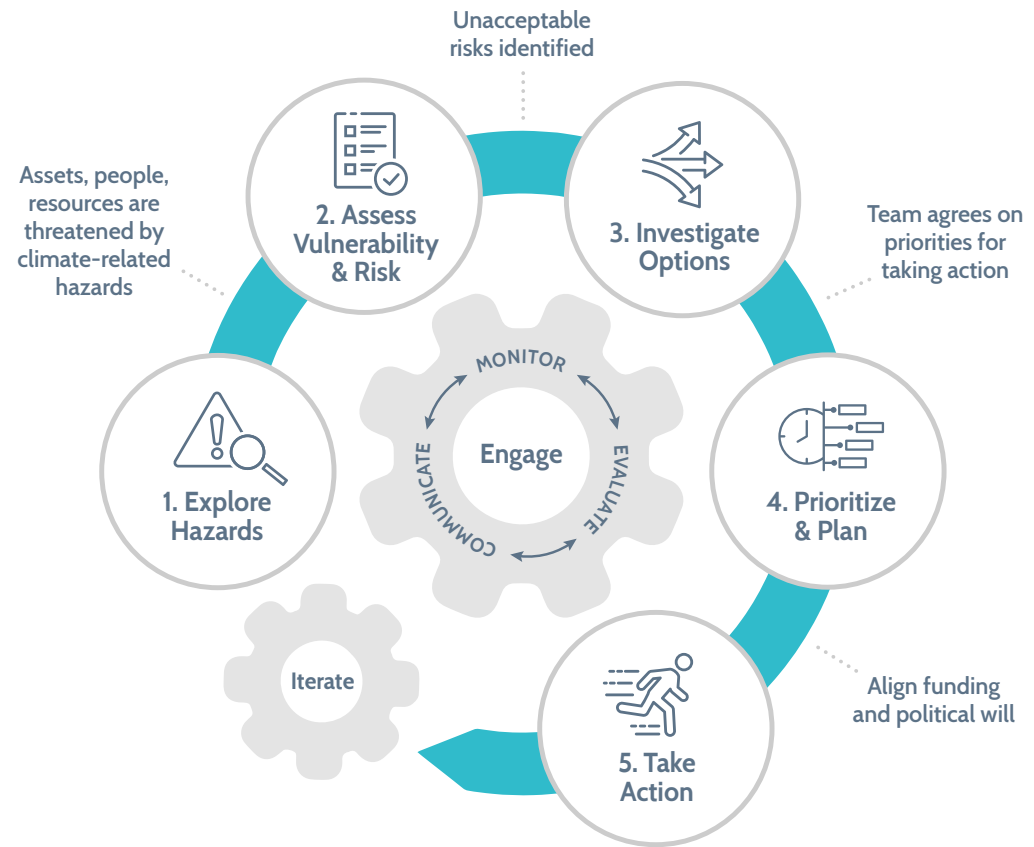 Unacceptable
risks identified
Assets, people,
resources are
threatened by
climate-related
hazards
2. Assess
Vulnerability
& Risk
3. Investigate
Options
Team agrees on
priorities for
taking action
1. Explore
Hazards
MONITOR
EVALUATE
COMMUNICATE
Engage
4. Prioritize
& Plan
Iterate
5. Take
Action
Align funding
and political will